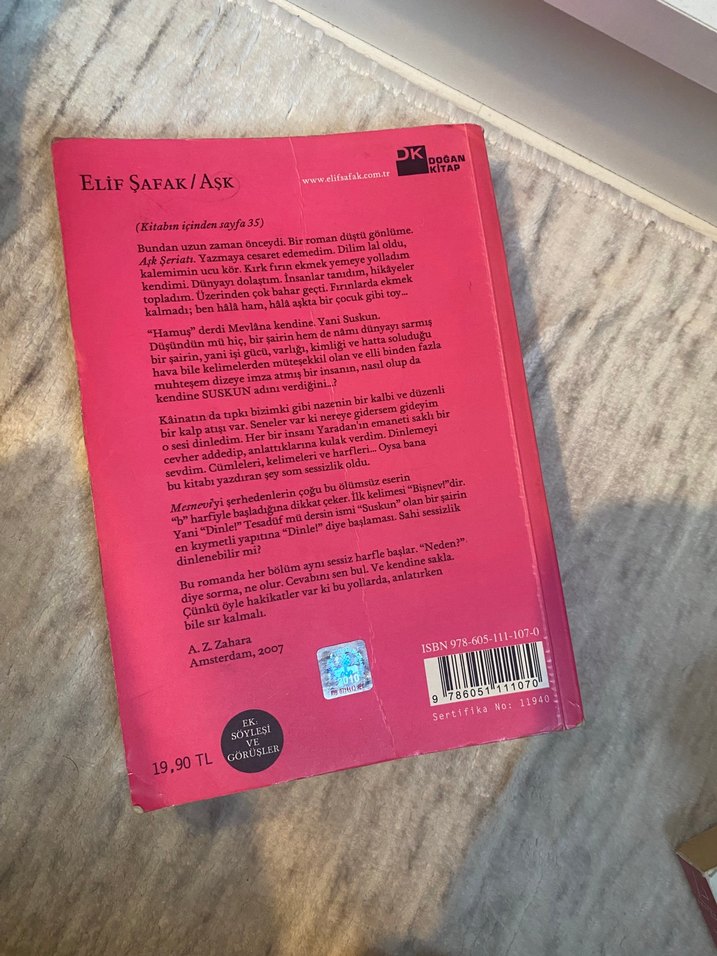 ELİF ŞAFAK / AŞK
www.elifsafak.com.tr
DK
DOĞAN
KİTAP
(Kitabın içinden sayfa 35)
Bundan uzun zaman önceydi. Bir roman düştü gönlüme.
Aşk Şeriatı. Yazmaya cesaret edemedim. Dilim lal oldu,
kalemimin ucu kör. Kırk fırın ekmek yemeye yolladım
kendimi. Dünyayı dolaştım. İnsanlar tanıdım, hikâyeler
topladım. Üzerinden çok bahar geçti. Fırınlarda ekmek
kalmadı; ben hâlâ ham, hâlâ aşkta bir çocuk gibi toy...
"Hamuş" derdi Mevlâna kendine. Yani Suskun.
Düşündün mü hiç, bir şairin hem de nâmı dünyayı sarmış
bir şairin, yani işi gücü, varlığı, kimliği ve hatta soluduğu
hava bile kelimelerden müteşekkil olan ve elli binden fazla
muhteşem dizeye imza atmış bir insanın, nasıl olup da
kendine SUSKUN adını verdiğini...?
Kâinatın da tıpkı bizimki gibi nazenin bir kalbi ve düzenli
bir kalp atışı var. Seneler var ki nereye gidersem gideyim
o sesi dinledim. Her bir insanı Yaradan'ın emaneti saklı bir
cevher addedip, anlattıklarına kulak verdim. Dinlemeyi
sevdim. Cümleleri, kelimeleri ve harfleri... Oysa bana
bu kitabı yazdıran şey som sessizlik oldu.
Mesnevi'yi şerhedenlerin çoğu bu ölümsüz eserin
"b" harfiyle başladığına dikkat çeker. İlk kelimesi "Bişnev!"dir.
Yani "Dinle!" Tesadüf mü dersin ismi "Suskun" olan bir şairin
en kıymetli yapıtına "Dinle!" diye başlaması. Sahi sessizlik
dinlenebilir mi?
Bu romanda her bölüm aynı sessiz harfle başlar. "Neden?".
diye sorma, ne olur. Cevabını sen bul. Ve kendine sakla.
Çünkü öyle hakikatler var ki bu yollarda, anlatırken
bile sır kalmalı.
A. Z. Zahara
Amsterdam, 2007
ISBN 978-605-111-107-0
9 786051 111070
Sertifika No: 11940
19,90 TL
EK:
SÖYLEŞİ
VE
GÖRÜŞLER